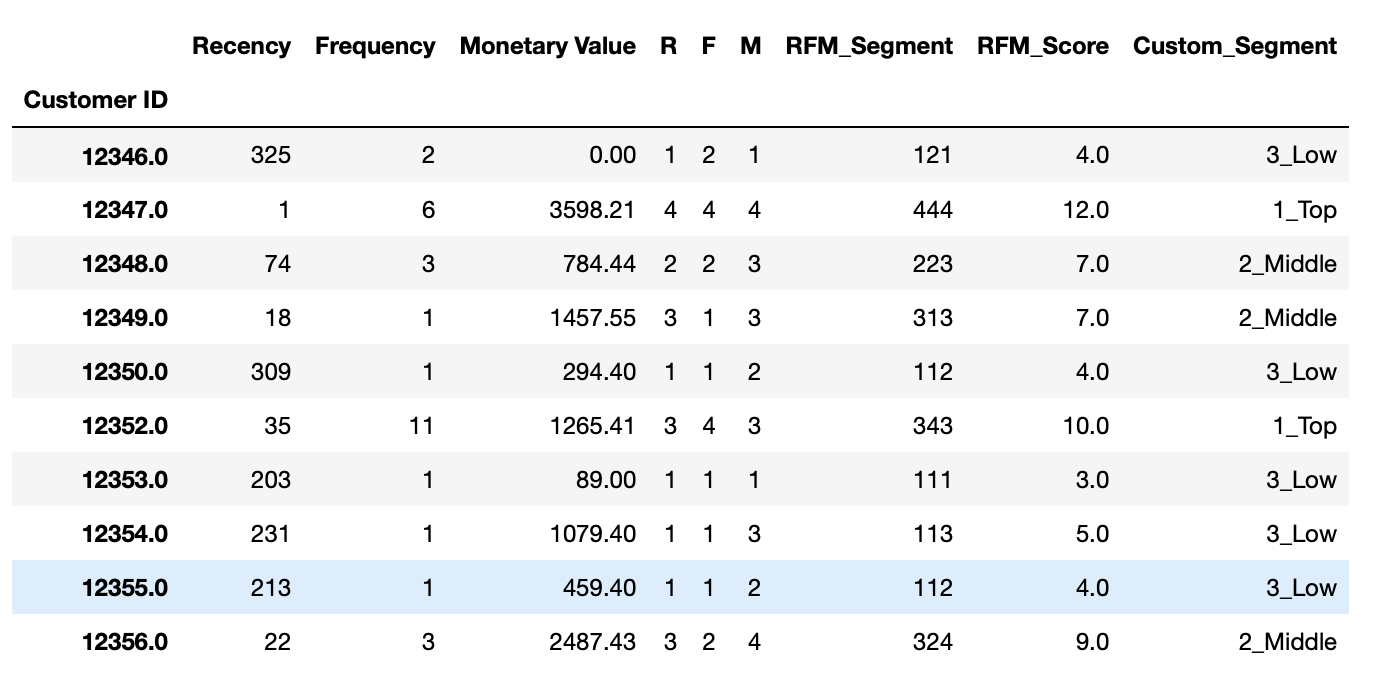 Recency Frequency Monetary Value R F M RFM_Segment RFM_Score Custom_Segment
Customer ID
12346.0 325 2 0.00 1 2 1 121 4.0 3_Low
12347.0 1 6 3598.21 4 4 4 444 12.0 1_Top
12348.0 74 3 784.44 2 2 3 223 7.0 2_Middle
12349.0 18 1 1457.55 3 1 3 313 7.0 2_Middle
12350.0 309 1 294.40 1 1 2 112 4.0 3_Low
12352.0 35 11 1265.41 3 4 3 343 10.0 1_Top
12353.0 203 1 89.00 1 1 1 111 3.0 3_Low
12354.0 231 1 1079.40 1 1 3 113 5.0 3_Low
12355.0 213 1 459.40 1 1 2 112 4.0 3_Low
12356.0 22 3 2487.43 3 2 4 324 9.0 2_Middle